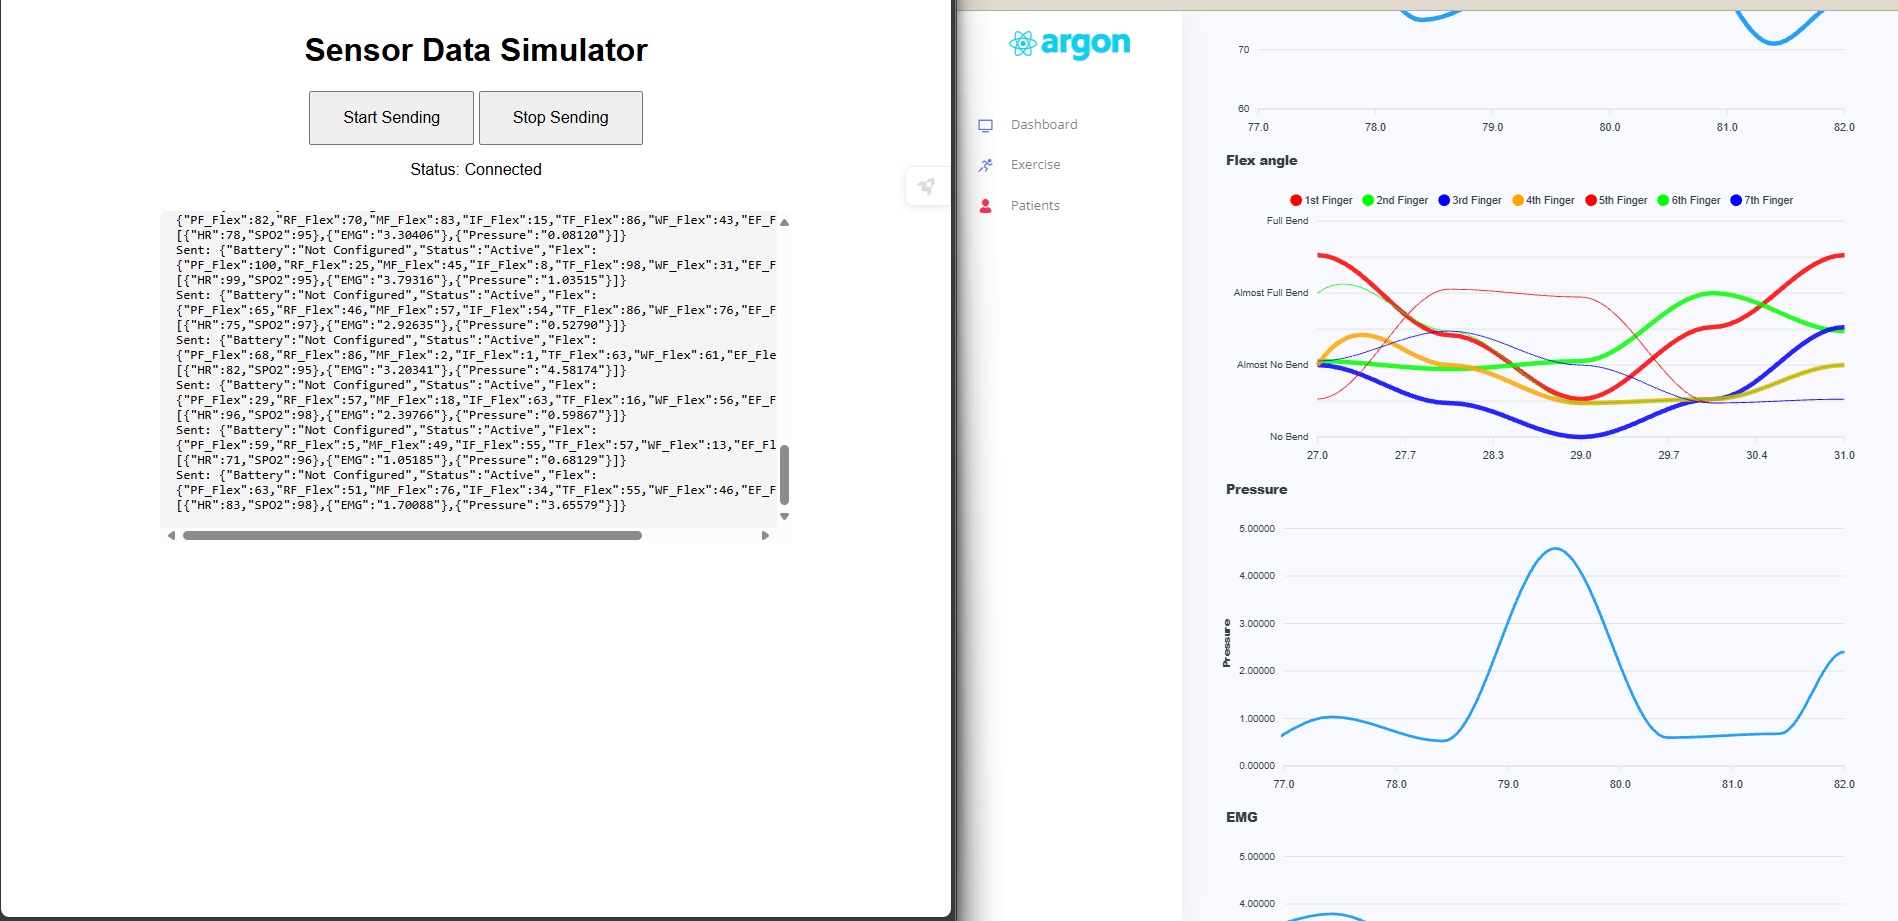 Sensor Data Simulator
Start Sending
Stop Sending
Status: Connected
{"PF_Flex":82,"RF_Flex":70,"MF_Flex":83,"IF_Flex":15,"TF_Flex":86,"WF_Flex":43,"EF_F
[{"HR":78,"SPO2":95},{"EMG":"3.30406"},{"Pressure":"0.08120"}]}
Sent: {"Battery":"Not Configured","Status":"Active","Flex":
{"PF_Flex":100,"RF_Flex":25,"MF_Flex":45,"IF_Flex":8,"TF_Flex":98,"WF_Flex":31,"EF_F
[{"HR":99,"SPO2":95},{"EMG":"3.79316"},{"Pressure":"1.03515"}]}
Sent: {"Battery":"Not Configured","Status":"Active","Flex":
{"PF_Flex":65,"RF_Flex":46,"MF_Flex":57,"IF_Flex":54,"TF_Flex":86,"WF_Flex":76,"EF_F
[{"HR":75,"SPO2":97},{"EMG":"2.92635"},{"Pressure":"0.52790"}]}
Sent: {"Battery":"Not Configured","Status":"Active","Flex":
{"PF_Flex":68,"RF_Flex":86,"MF_Flex":2,"IF_Flex":1,"TF_Flex":63,"WF_Flex":61,"EF_Fle
[{"HR":82,"SPO2":95},{"EMG":"3.20341"},{"Pressure":"4.58174"}]}
Sent: {"Battery":"Not Configured","Status":"Active","Flex":
{"PF_Flex":29,"RF_Flex":57,"MF_Flex":18,"IF_Flex":63,"TF_Flex":16,"WF_Flex":56,"EF_F
[{"HR":96,"SPO2":98},{"EMG":"2.39766"},{"Pressure":"0.59867"}]}
Sent: {"Battery":"Not Configured","Status":"Active","Flex":
{"PF_Flex":59,"RF_Flex":5,"MF_Flex":49,"IF_Flex":55,"TF_Flex":57,"WF_Flex":13,"EF_Fl
[{"HR":71,"SPO2":96},{"EMG":"1.05185"},{"Pressure":"0.68129"}]}
Sent: {"Battery":"Not Configured","Status":"Active","Flex":
{"PF_Flex":63,"RF_Flex":51,"MF_Flex":76,"IF_Flex":34,"TF_Flex":55,"WF_Flex":46,"EF_F
[{"HR":83,"SPO2":98},{"EMG":"1.70088"},{"Pressure":"3.65579"}]}
argon
Dashboard
Exercise
Patients
70
60
77.0 78.0 79.0 80.0 81.0 82.0
Flex angle
1st Finger 2nd Finger 3rd Finger 4th Finger 5th Finger 6th Finger 7th Finger
Full Bend
Almost Full Bend
Almost No Bend
No Bend
27.0 27.7 28.3 29.0 29.7 30.4 31.0
Pressure
Pressure
5.00000
4.00000
3.00000
2.00000
1.00000
0.00000
77.0 78.0 79.0 80.0 81.0 82.0
EMG
5.00000
4.00000